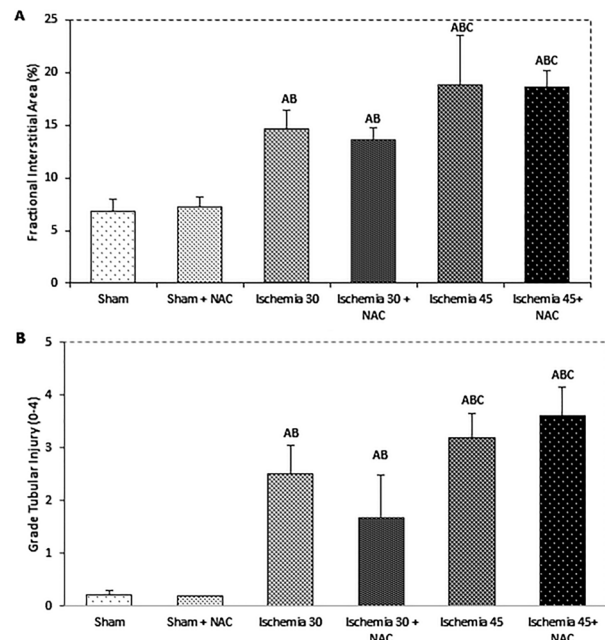 A
Fractional Interstitial Area (%)
25
20
15
10
5
0
AB
AB
ABC
ABC
Sham
Sham + NAC
Ischemia 30
Ischemia 30 +
NAC
Ischemia 45
Ischemia 45+
NAC
B
Grade Tubular Injury (0-4)
5
4
3
2
1
0
AB
AB
ABC
ABC
Sham
Sham + NAC
Ischemia 30
Ischemia 30 +
NAC
Ischemia 45
Ischemia 45+
NAC